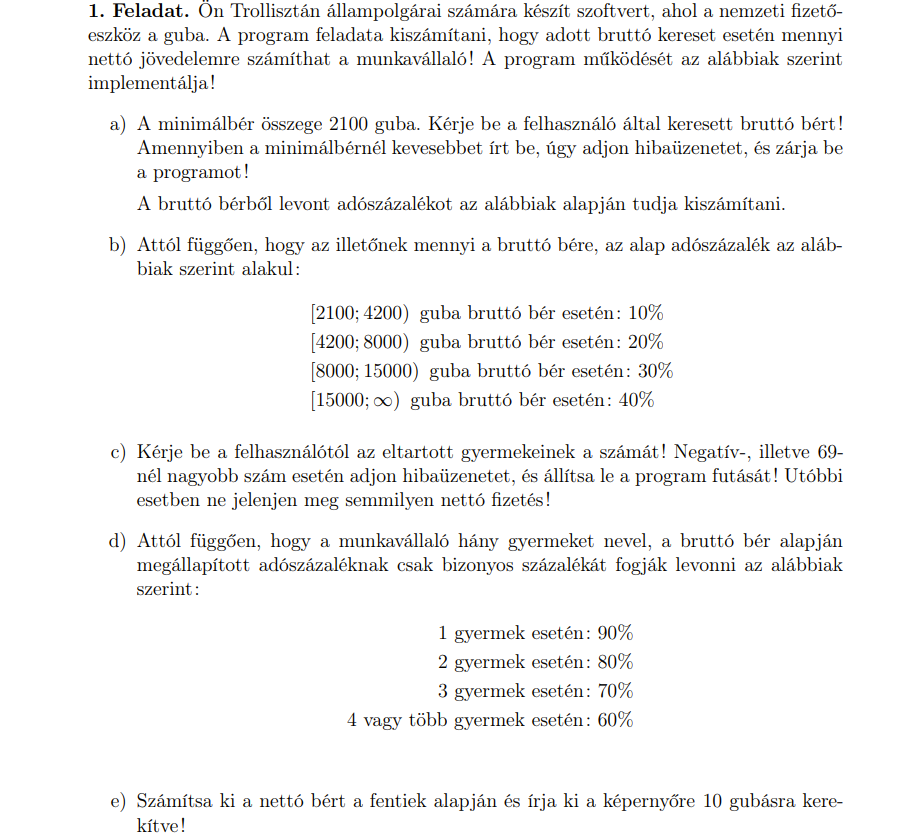 1. Feladat. Ön Trollisztán állampolgárai számára készít szoftvert, ahol a nemzeti fizető-
eszköz a guba. A program feladata kiszámítani, hogy adott bruttó kereset esetén mennyi
nettó jövedelemre számíthat a munkavállaló! A program működését az alábbiak szerint
implementálja!
a) A minimálbér összege 2100 guba. Kérje be a felhasználó által keresett bruttó bért!
Amennyiben a minimálbérnél kevesebbet írt be, úgy adjon hibaüzenetet, és zárja be
a programot!
A bruttó bérből levont adószázalékot az alábbiak alapján tudja kiszámítani.
b) Attól függően, hogy az illetőnek mennyi a bruttó bére, az alap adószázalék az aláb-
biak szerint alakul:
[2100; 4200) guba bruttó bér esetén: 10%
[4200; 8000) guba bruttó bér esetén: 20%
[8000; 15000) guba bruttó bér esetén: 30%
[15000; ∞) guba bruttó bér esetén: 40%
c) Kérje be a felhasználótól az eltartott gyermekeinek a számát! Negatív-, illetve 69-
nél nagyobb szám esetén adjon hibaüzenetet, és állítsa le a program futását! Utóbbi
esetben ne jelenjen meg semmilyen nettó fizetés!
d) Attól függően, hogy a munkavállaló hány gyermeket nevel, a bruttó bér alapján
megállapított adószázaléknak csak bizonyos százalékát fogják levonni az alábbiak
szerint:
1 gyermek esetén: 90%
2 gyermek esetén: 80%
3 gyermek esetén: 70%
4 vagy több gyermek esetén: 60%
e) Számítsa ki a nettó bért a fentiek alapján és írja ki a képernyőre 10 gubásra kere-
kítve!